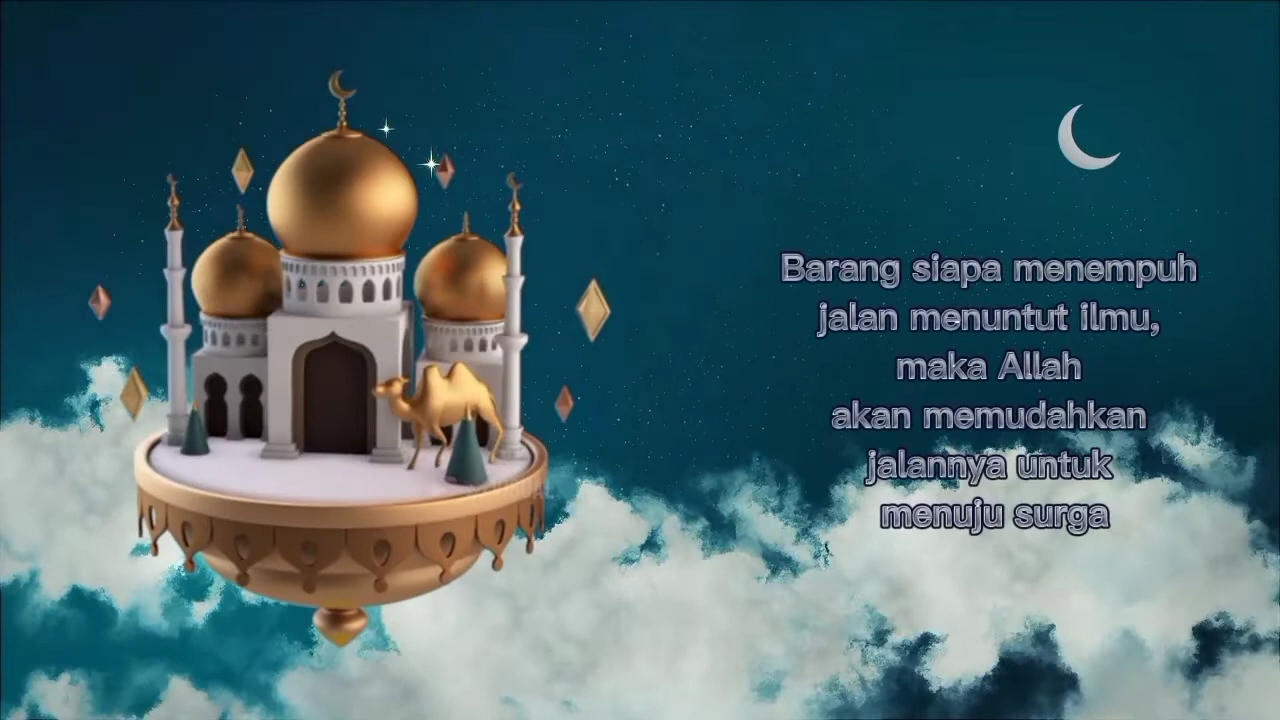 Barang siapa menempuh
jalan menuntut ilmu,
maka Allah
akan memudahkan
jalannya untuk
menuju surga